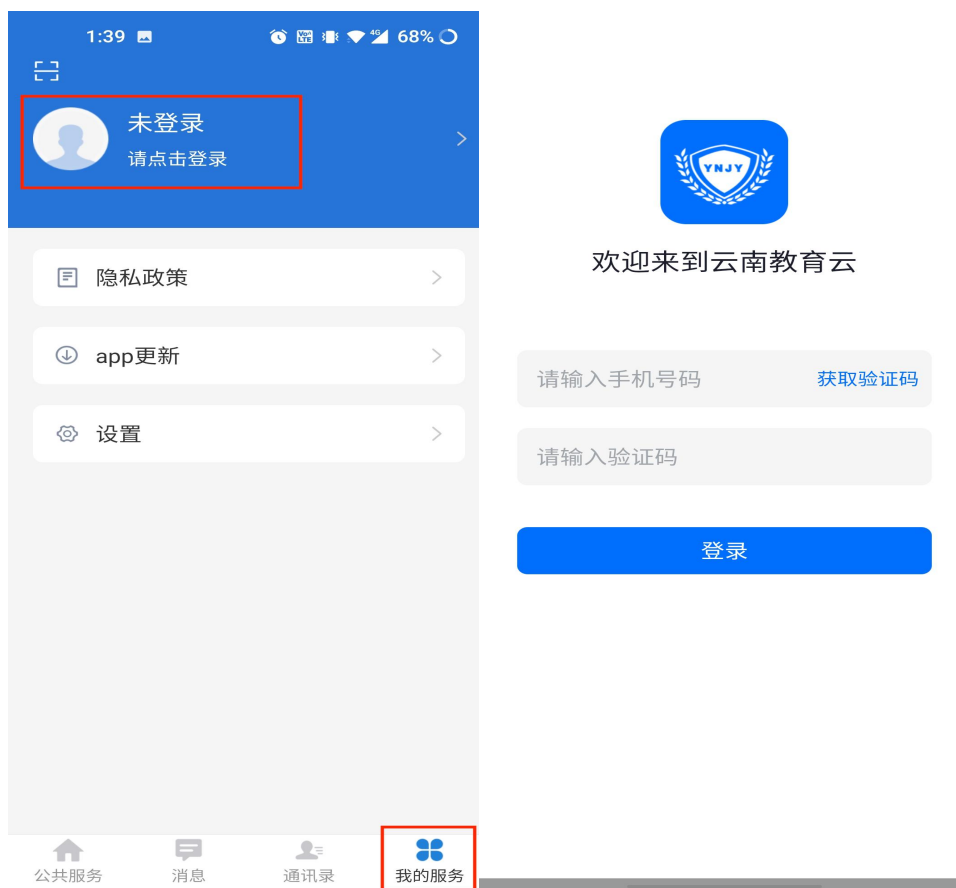 1:39 VoLTE 4G 68%
未登录
请点击登录
隐私政策
app更新
设置
公共服务 消息 通讯录 我的服务
YNJY
欢迎来到云南教育云
请输入手机号码 获取验证码
请输入验证码
登录